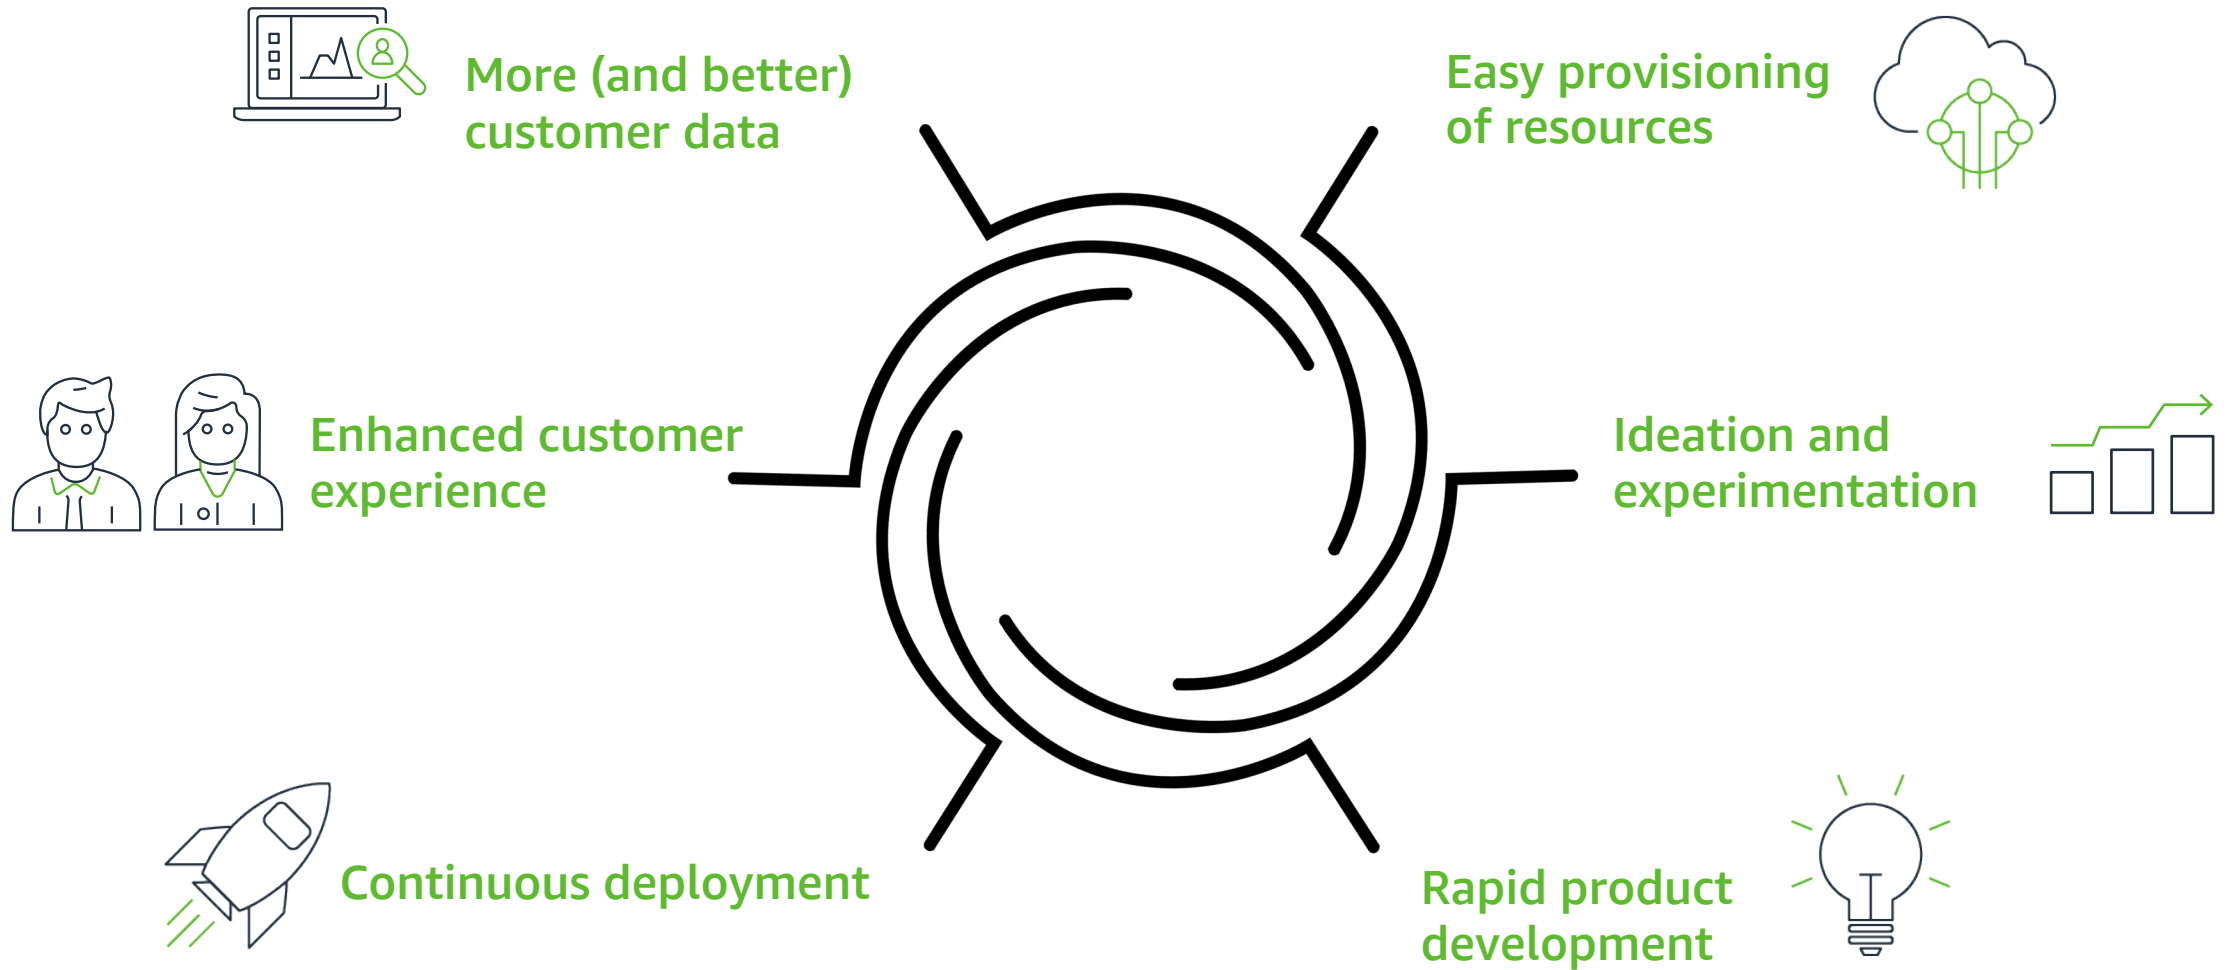 More (and better)
customer data
Easy provisioning
of resources
Enhanced customer
experience
Ideation and
experimentation
Continuous deployment
Rapid product
development